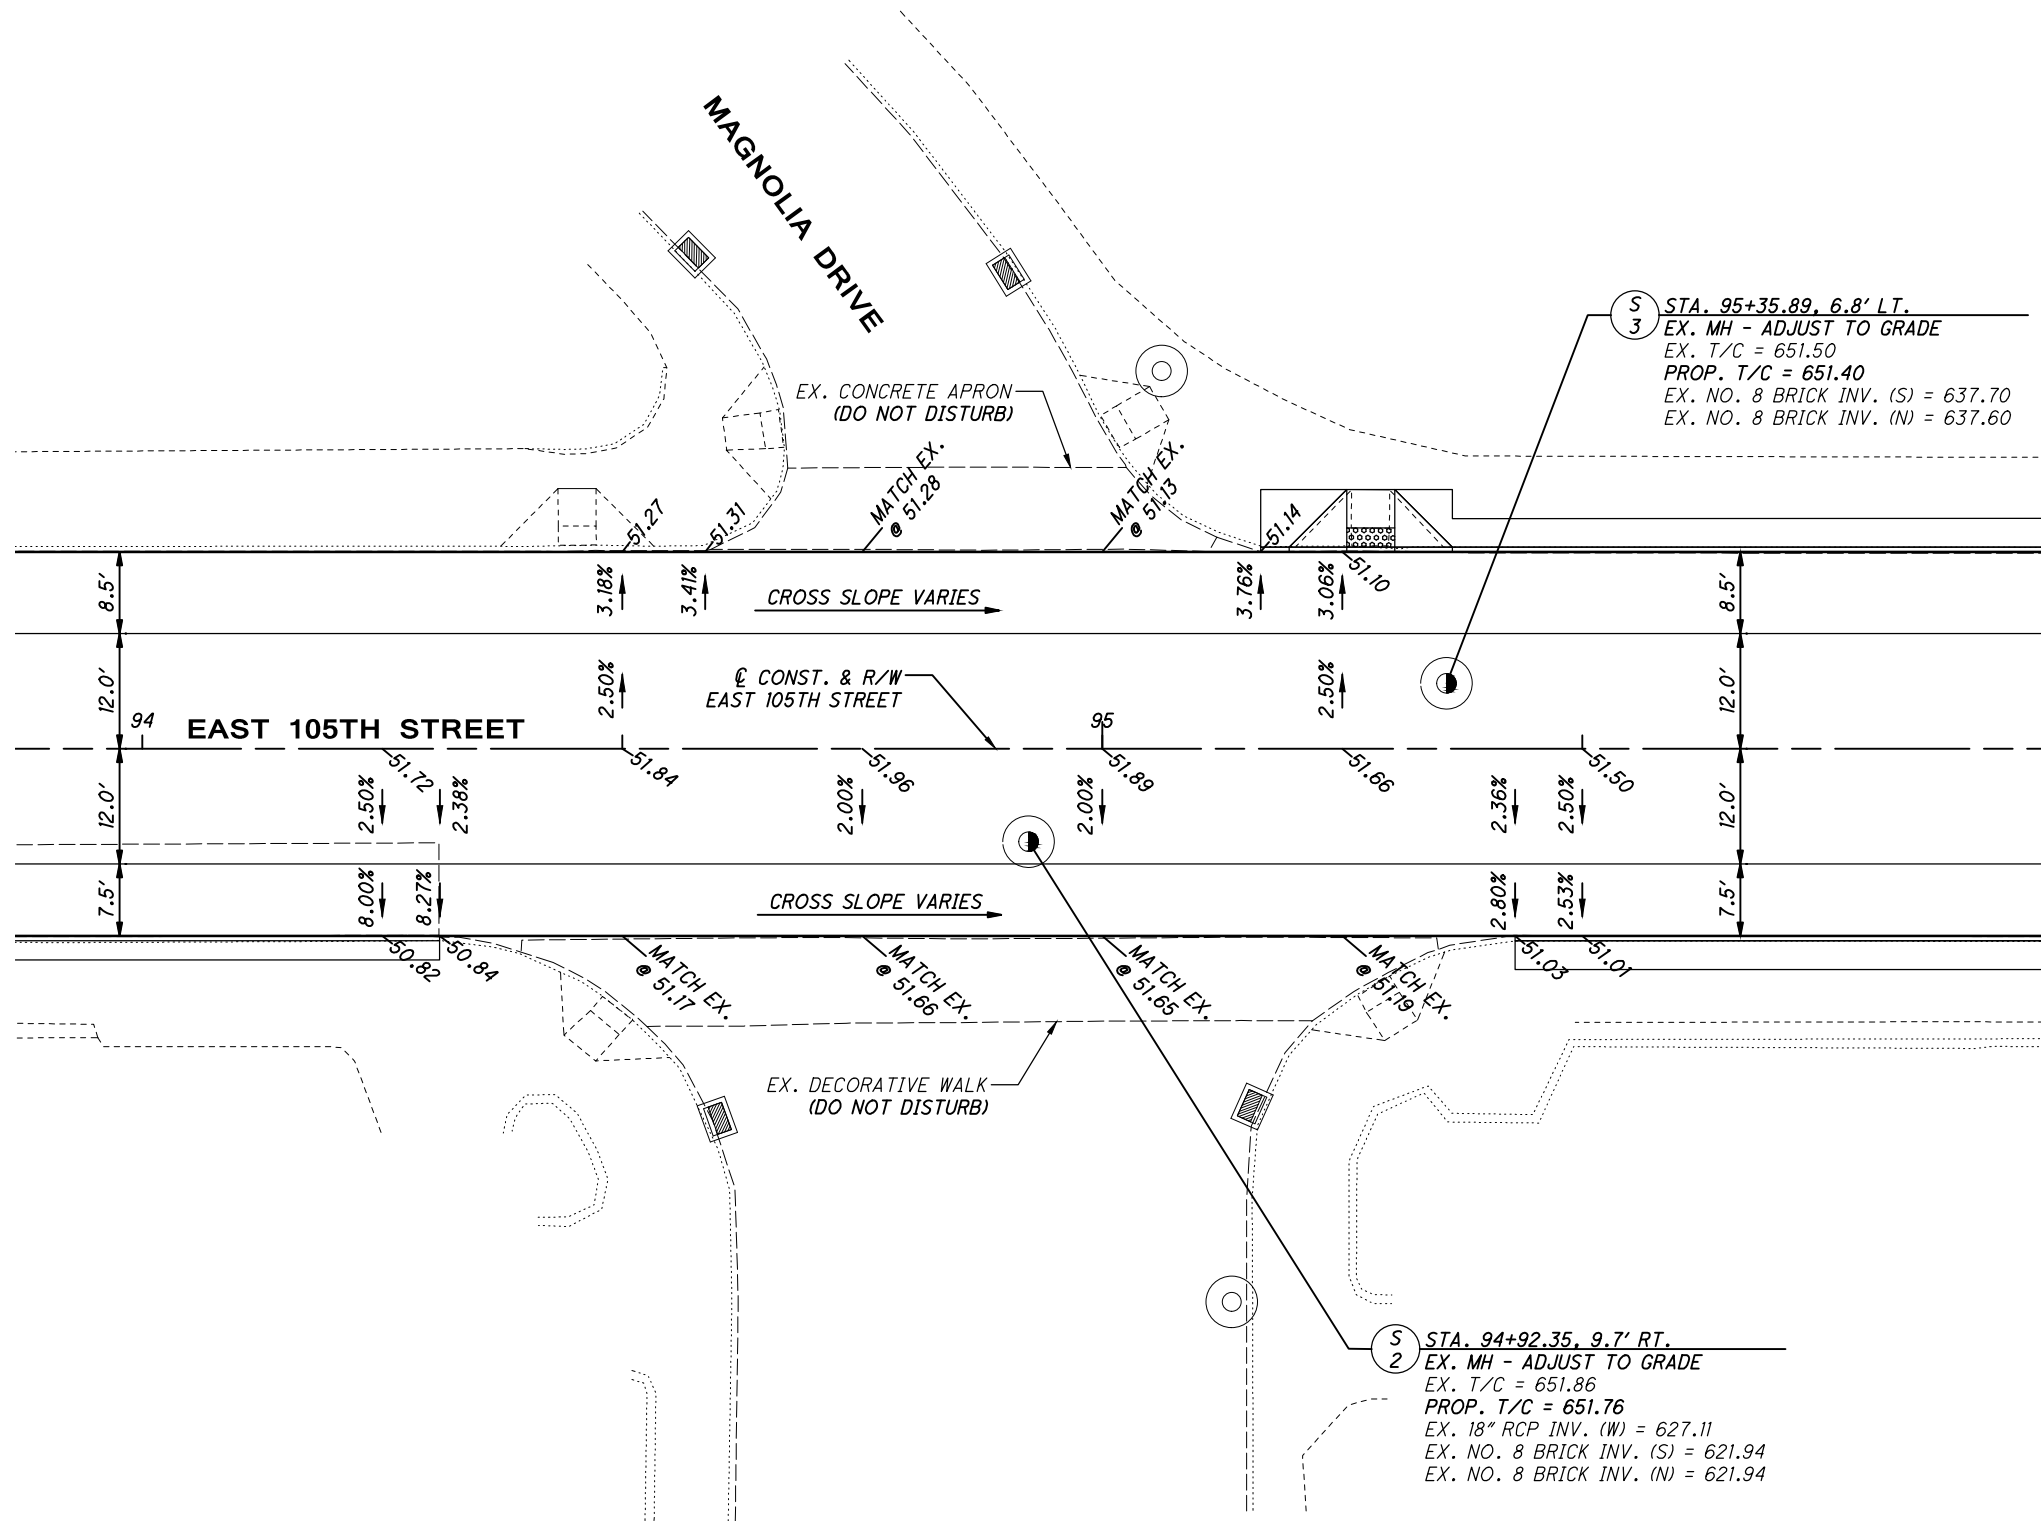 MAGNOLIA DRIVE
S
3
STA. 95+35.89, 6.8' LT.
EX. MH - ADJUST TO GRADE
EX. T/C = 651.50
PROP. T/C = 651.40
EX. NO. 8 BRICK INV. (S) = 637.70
EX. NO. 8 BRICK INV. (N) = 637.60
EX. CONCRETE APRON
(DO NOT DISTURB)
51.27
51.31
MATCH EX.
@ 51.28
MATCH EX.
@ 51.13
51.14
51.10
8.5'
3.18%
3.41%
CROSS SLOPE VARIES
3.76%
3.06%
8.5'
12.0'
2.50%
℄ CONST. & R/W
EAST 105TH STREET
2.50%
12.0'
94
EAST 105TH STREET
95
51.72
51.84
51.96
51.89
51.66
51.50
12.0'
2.50%
2.38%
2.00%
2.00%
2.36%
2.50%
12.0'
7.5'
8.00%
8.27%
CROSS SLOPE VARIES
2.80%
2.53%
7.5'
50.82
50.84
MATCH EX.
@ 51.17
MATCH EX.
@ 51.66
MATCH EX.
@ 51.65
MATCH EX.
@ 51.19
51.03
51.01
EX. DECORATIVE WALK
(DO NOT DISTURB)
S
2
STA. 94+92.35, 9.7' RT.
EX. MH - ADJUST TO GRADE
EX. T/C = 651.86
PROP. T/C = 651.76
EX. 18" RCP INV. (W) = 627.11
EX. NO. 8 BRICK INV. (S) = 621.94
EX. NO. 8 BRICK INV. (N) = 621.94